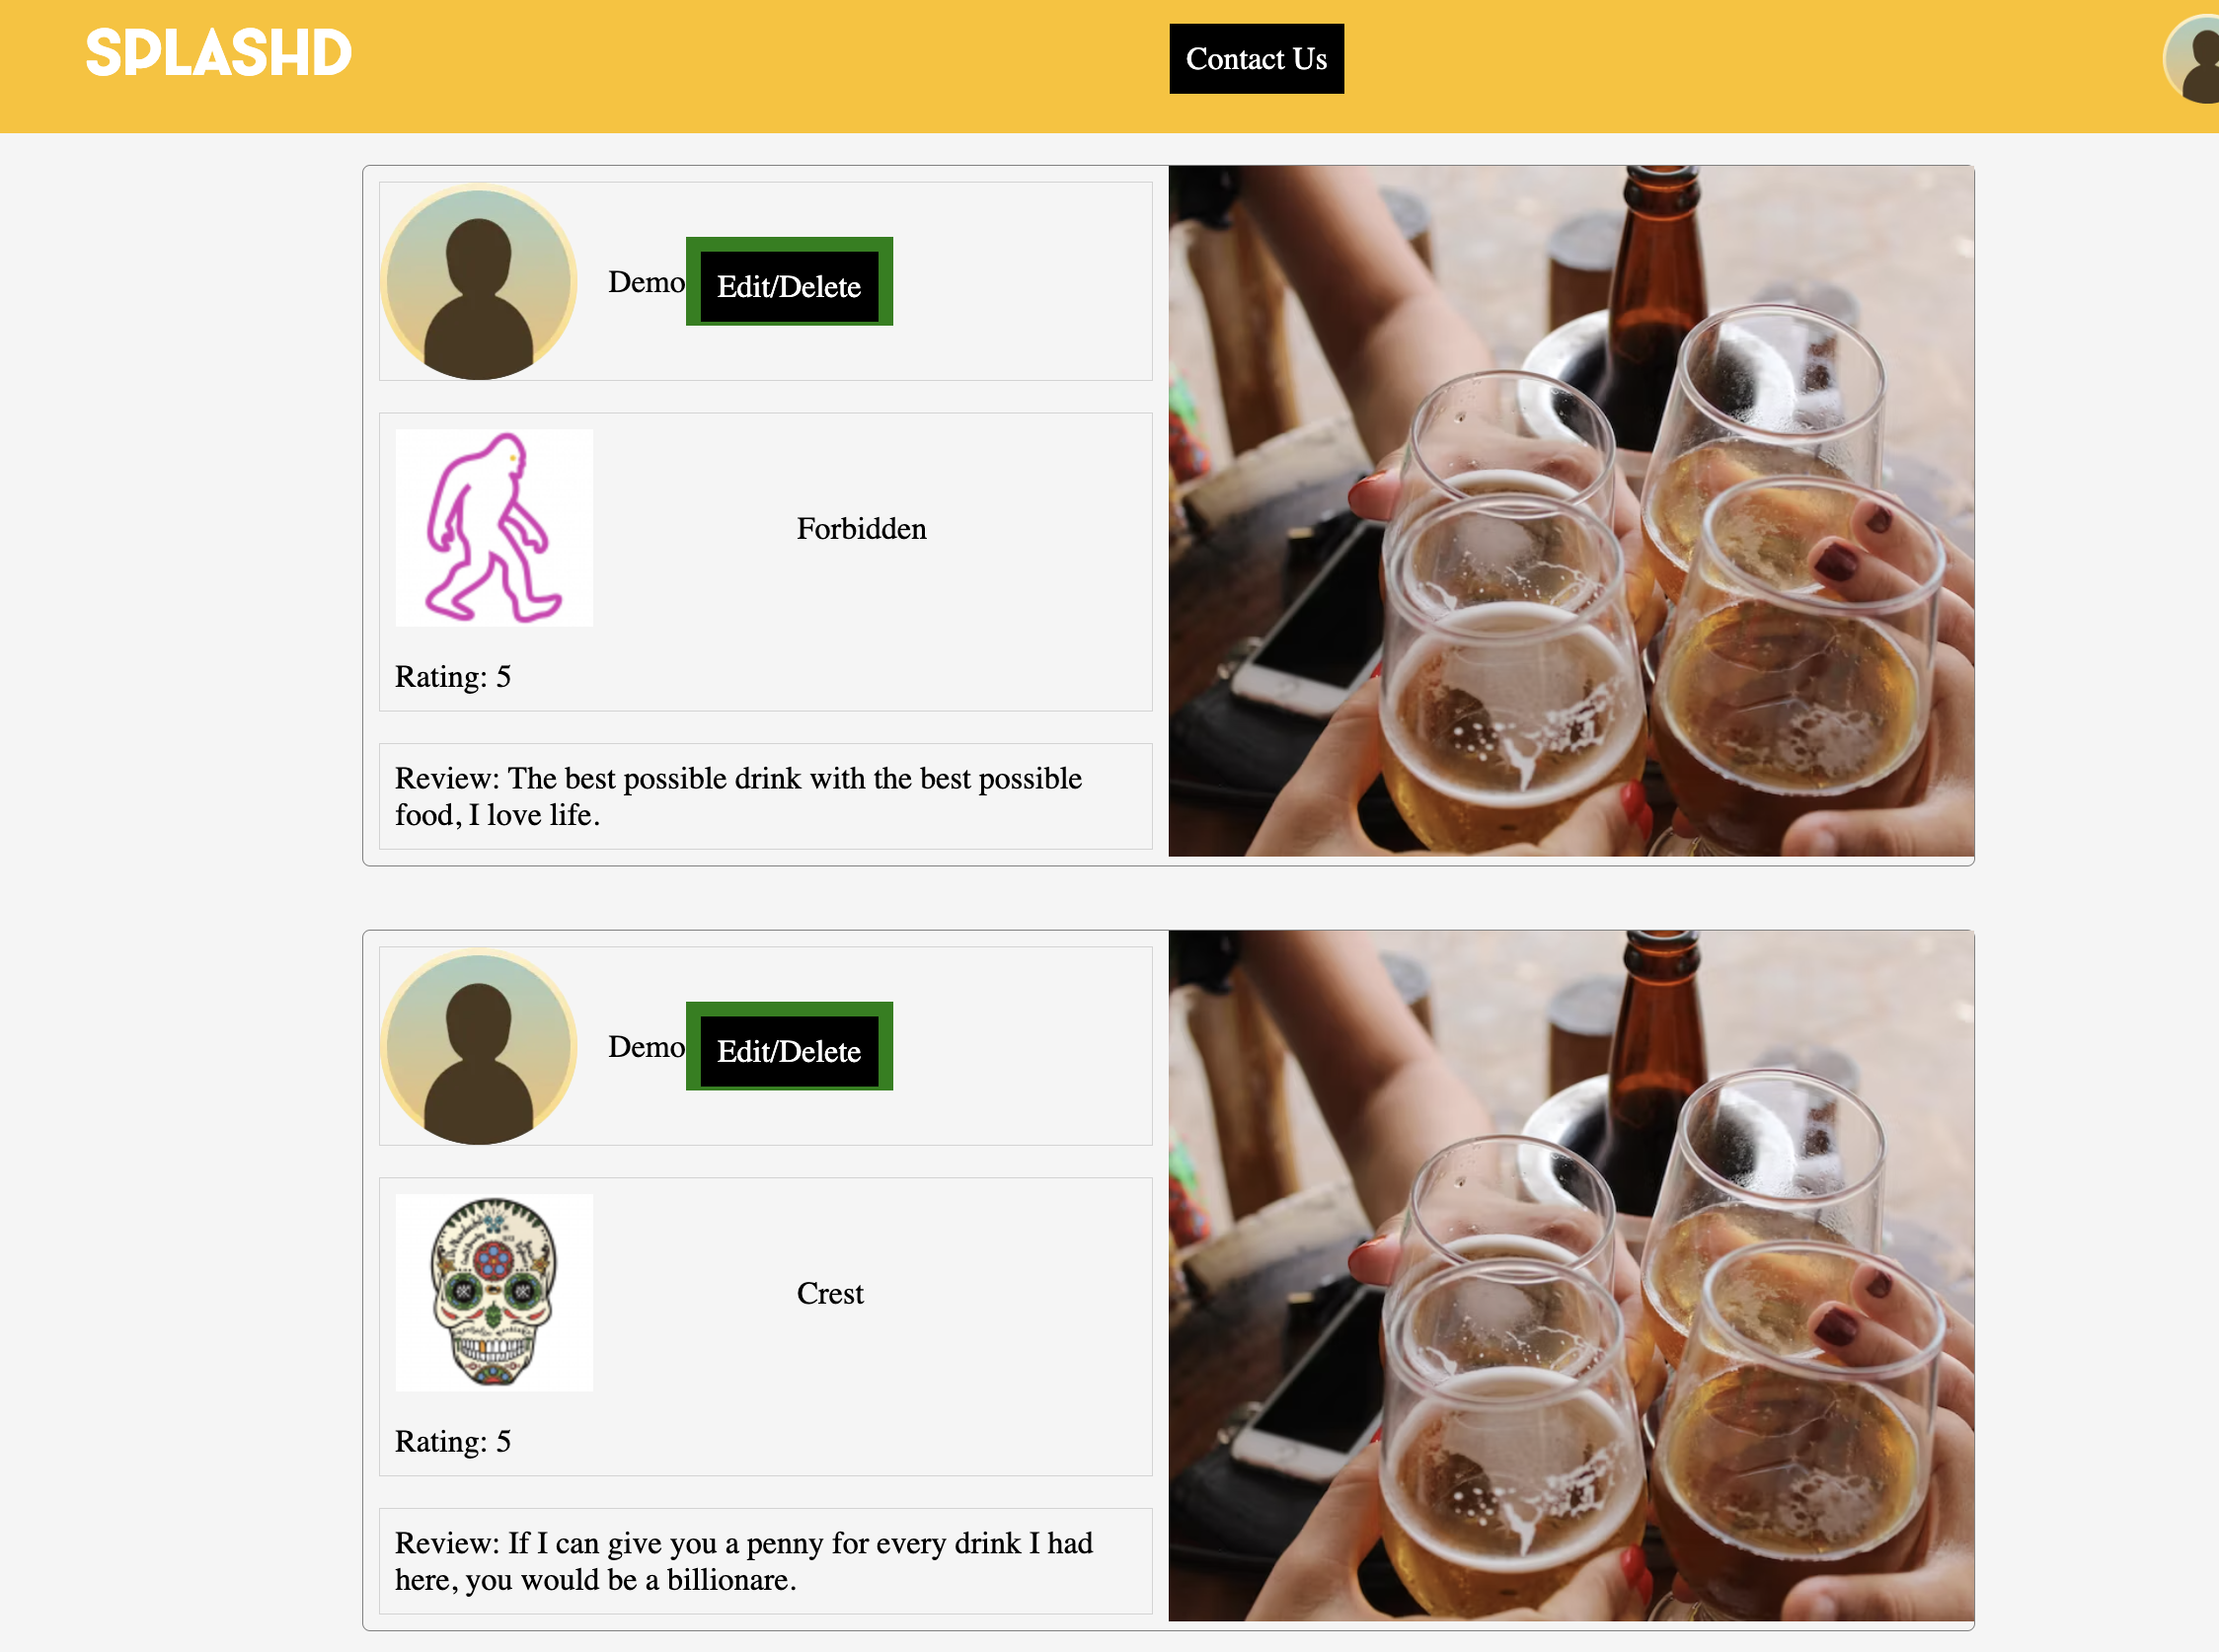 SPLASHD
Contact Us
Demo
Edit/Delete
Forbidden
Rating: 5
Review: The best possible drink with the best possible
food, I love life.
Demo
Edit/Delete
Crest
Rating: 5
Review: If I can give you a penny for every drink I had
here, you would be a billionare.